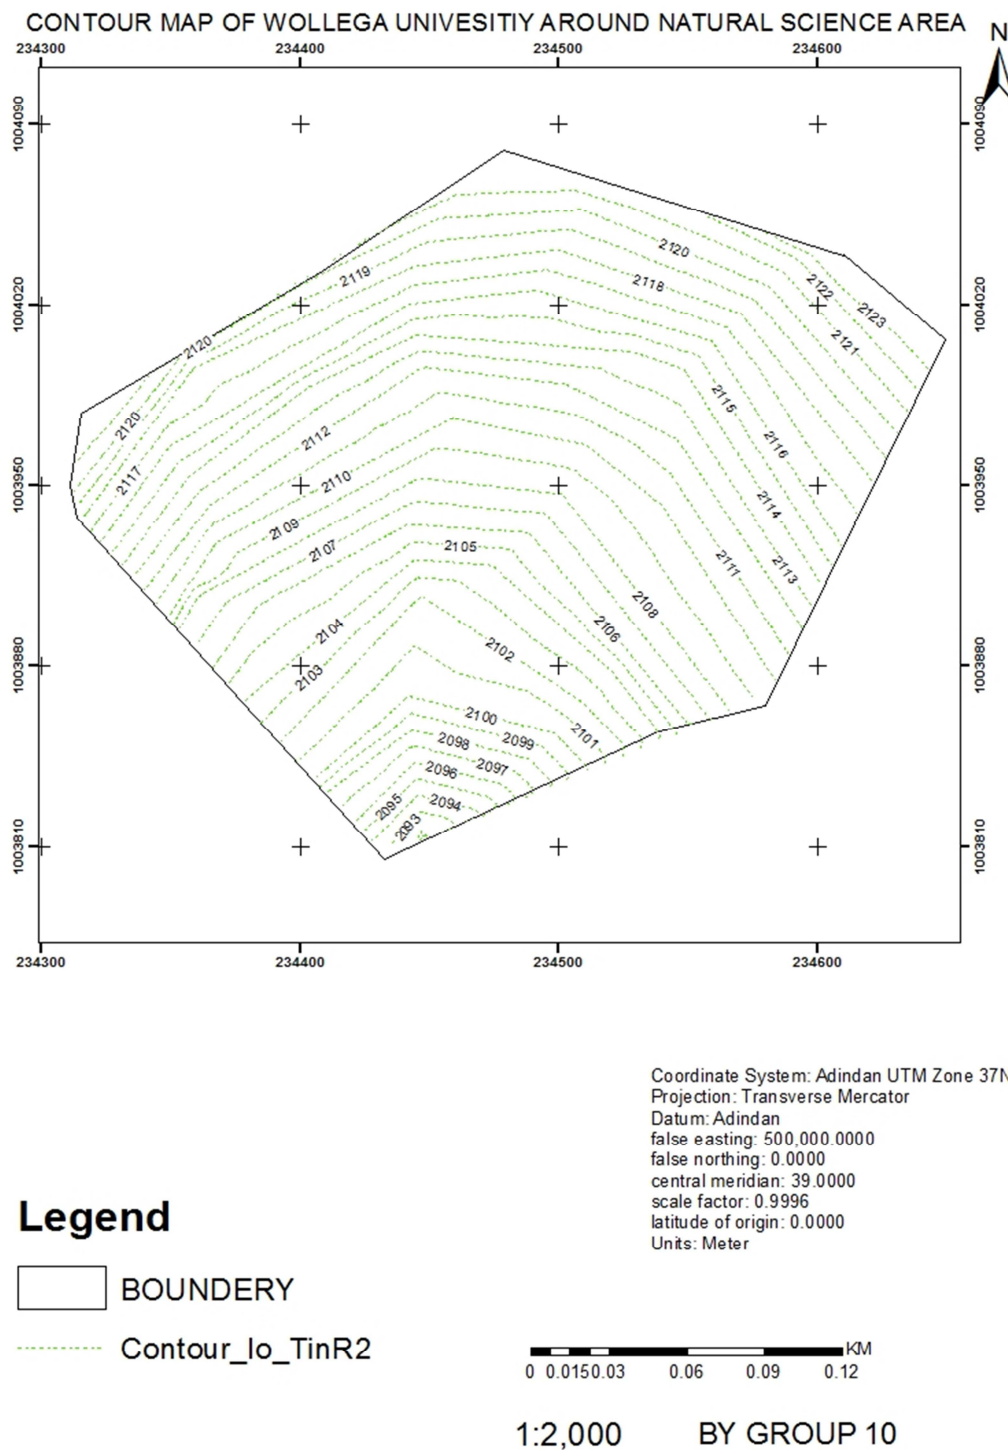 CONTOUR MAP OF WOLLEGA UNIVESITIY AROUND NATURAL SCIENCE AREA
N
234300 234400 234500 234600
1004090 1004090
2120
2119
2118
2122
1004020 1004020
2123
2120
2121
2115
2120
2112
2116
2117
2110
1003950 1003950
2114
2109
2107
2105
2111
2113
2108
2104
2106
2102
1003880 1003880
2103
2100
2101
2098
2099
2096
2097
2095
2094
2093
1003810 1003810
234300 234400 234500 234600
Coordinate System: Adindan UTM Zone 37N
Projection: Transverse Mercator
Datum: Adindan
false easting: 500,000.0000
false northing: 0.0000
central meridian: 39.0000
scale factor: 0.9996
latitude of origin: 0.0000
Units: Meter
Legend
BOUNDERY
Contour_Io_TinR2
KM
0 0.0150.03 0.06 0.09 0.12
1:2,000 BY GROUP 10